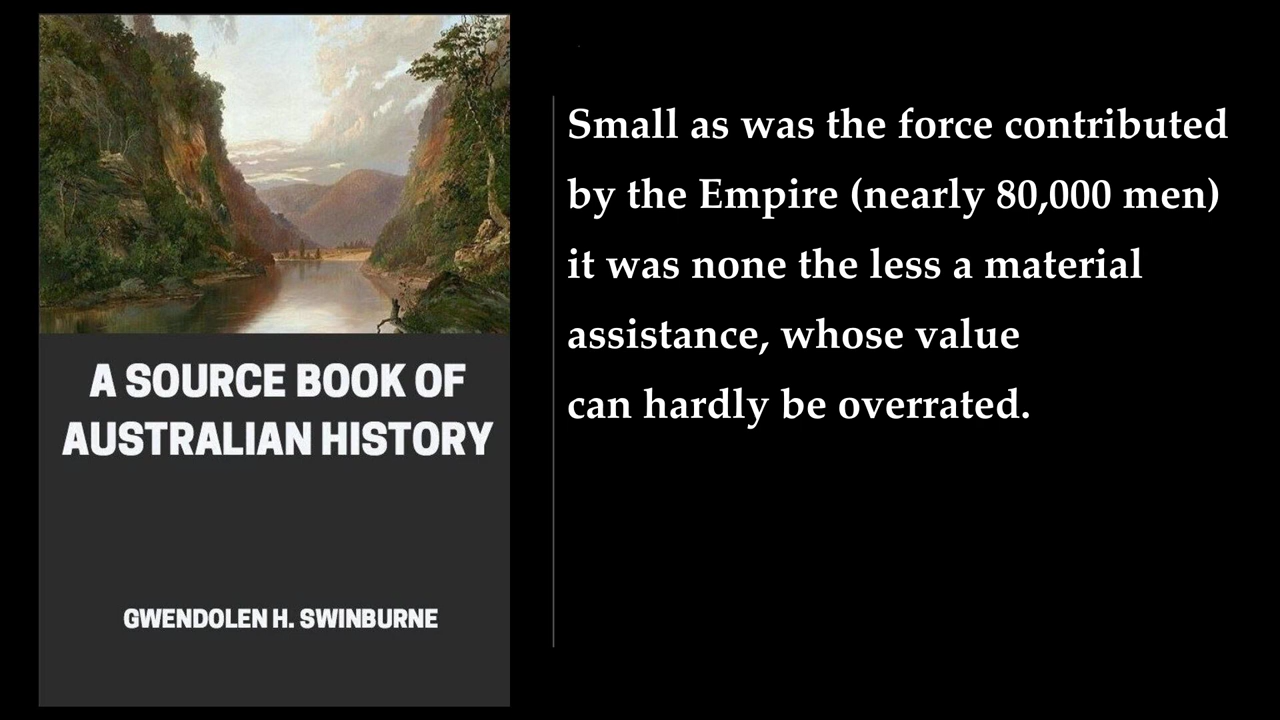 A SOURCE BOOK OF
AUSTRALIAN HISTORY
GWENDOLEN H. SWINBURNE
Small as was the force contributed
by the Empire (nearly 80,000 men)
it was none the less a material
assistance, whose value
can hardly be overrated.